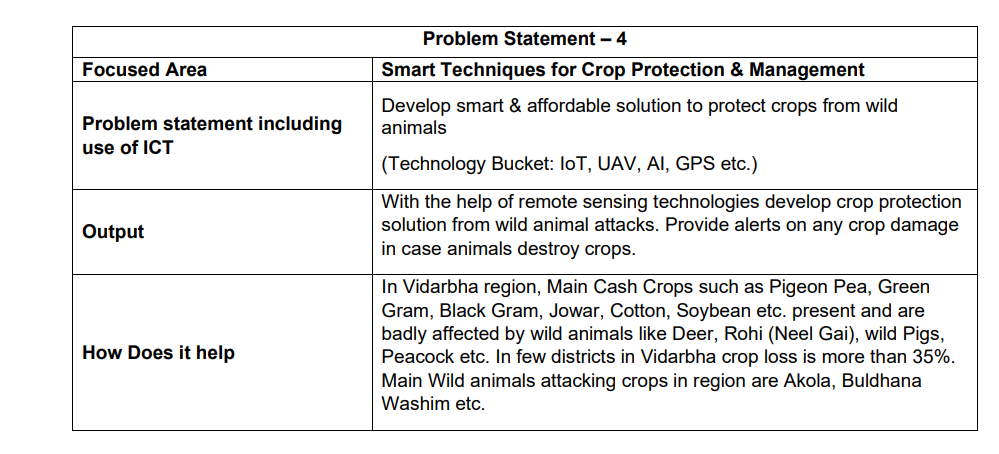 Problem Statement – 4
Focused Area
Smart Techniques for Crop Protection & Management
Problem statement including
use of ICT
Develop smart & affordable solution to protect crops from wild
animals
(Technology Bucket: IoT, UAV, AI, GPS etc.)
Output
With the help of remote sensing technologies develop crop protection
solution from wild animal attacks. Provide alerts on any crop damage
in case animals destroy crops.
How Does it help
In Vidarbha region, Main Cash Crops such as Pigeon Pea, Green
Gram, Black Gram, Jowar, Cotton, Soybean etc. present and are
badly affected by wild animals like Deer, Rohi (Neel Gai), wild Pigs,
Peacock etc. In few districts in Vidarbha crop loss is more than 35%.
Main Wild animals attacking crops in region are Akola, Buldhana
Washim etc.